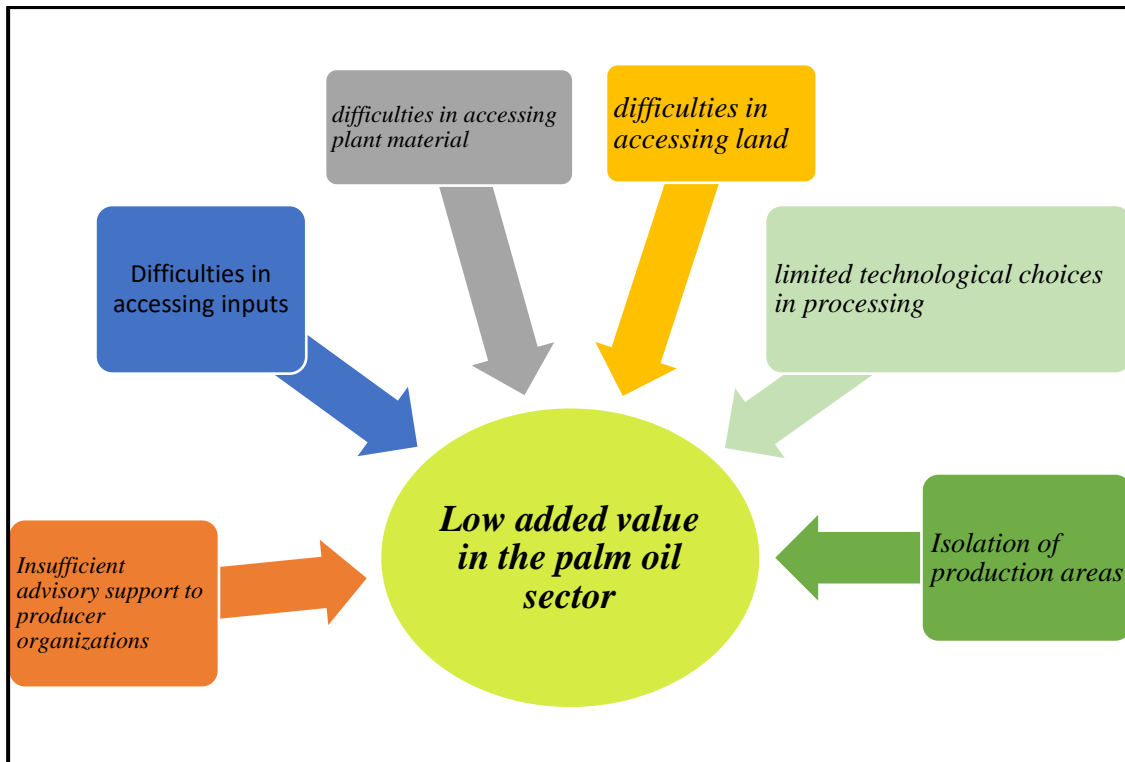 difficulties in accessing
plant material
difficulties in
accessing land
Difficulties in
accessing inputs
limited technological choices
in processing
Low added value
in the palm oil
sector
Insufficient
advisory support to
producer
organizations
Isolation of
production areas